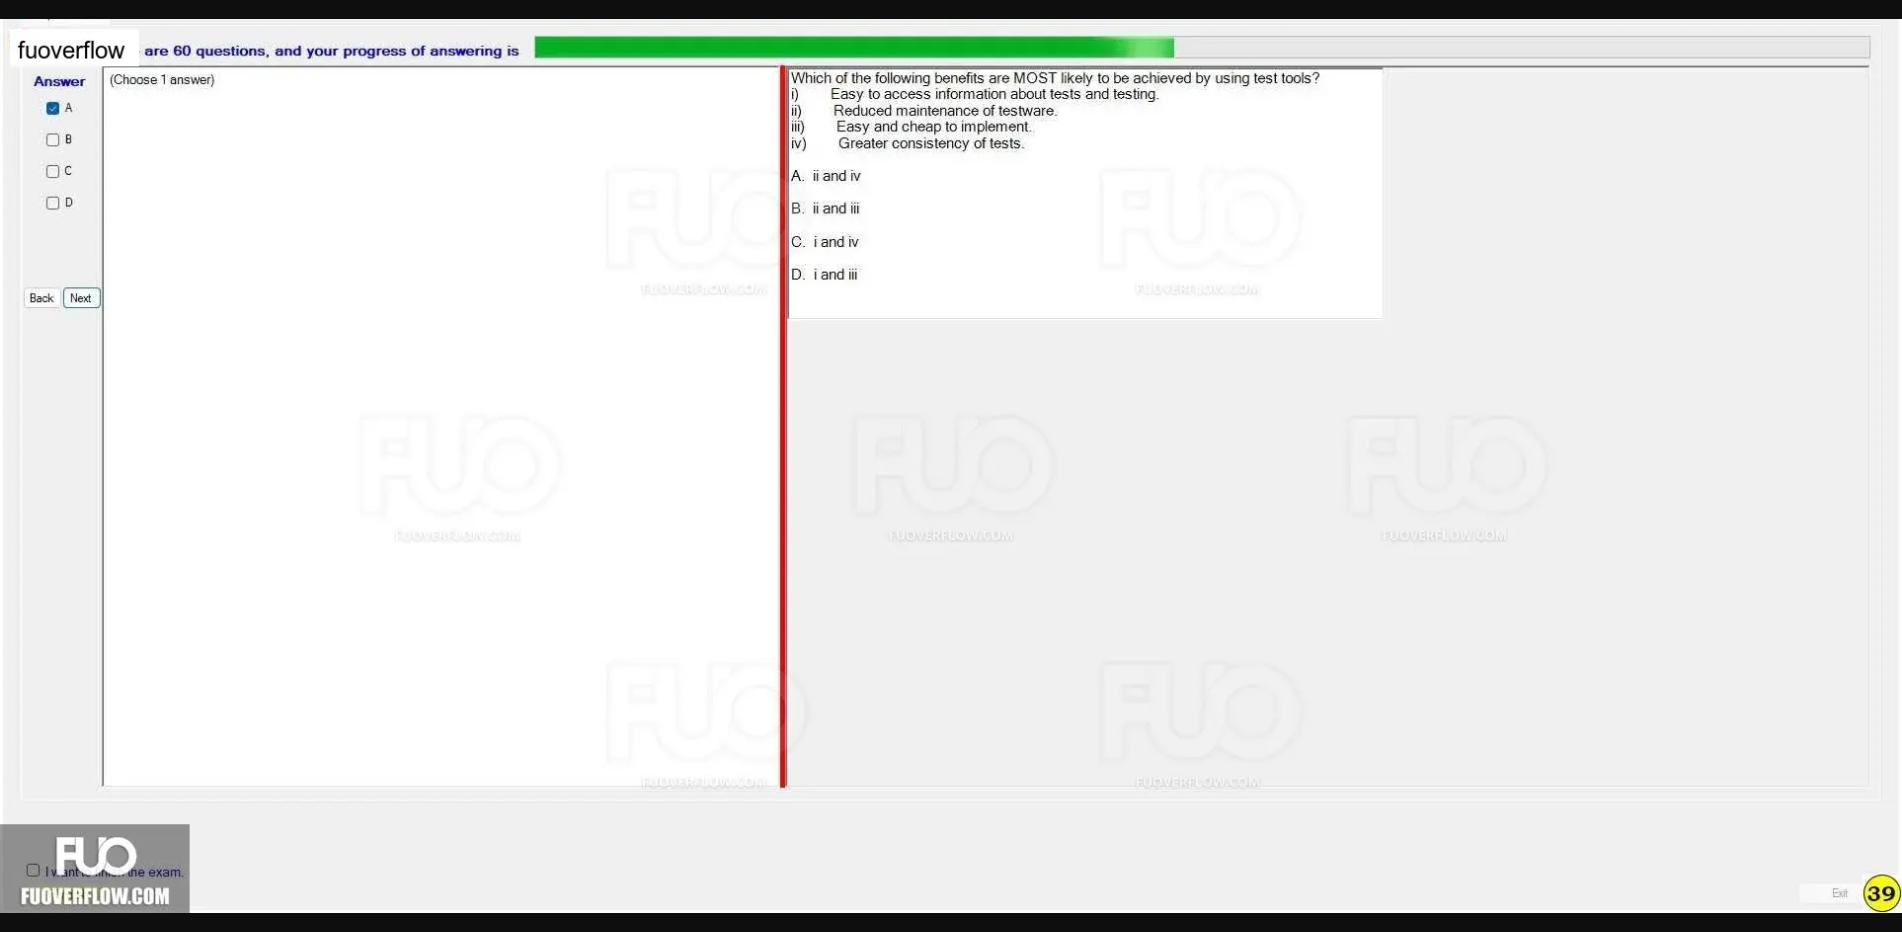 fuoverflow are 60 questions, and your progress of answering is
Answer
(Choose 1 answer)
A
B
C
D
Back Next
Which of the following benefits are MOST likely to be achieved by using test tools?
i) Easy to access information about tests and testing.
ii) Reduced maintenance of testware.
iii) Easy and cheap to implement.
iv) Greater consistency of tests.
A. ii and iv
B. ii and iii
C. i and iv
D. i and iii
FUO
FUOVERFLOW.COM
FUO
FUOVERFLOW.COM
FUO
FUOVERFLOW.COM
FUO
FUOVERFLOW.COM
FUO
FUOVERFLOW.COM
FUO
FUOVERFLOW.COM
FUO
FUOVERFLOW.COM
FUO
I want the exam.
FUOVERFLOW.COM
Exit
39